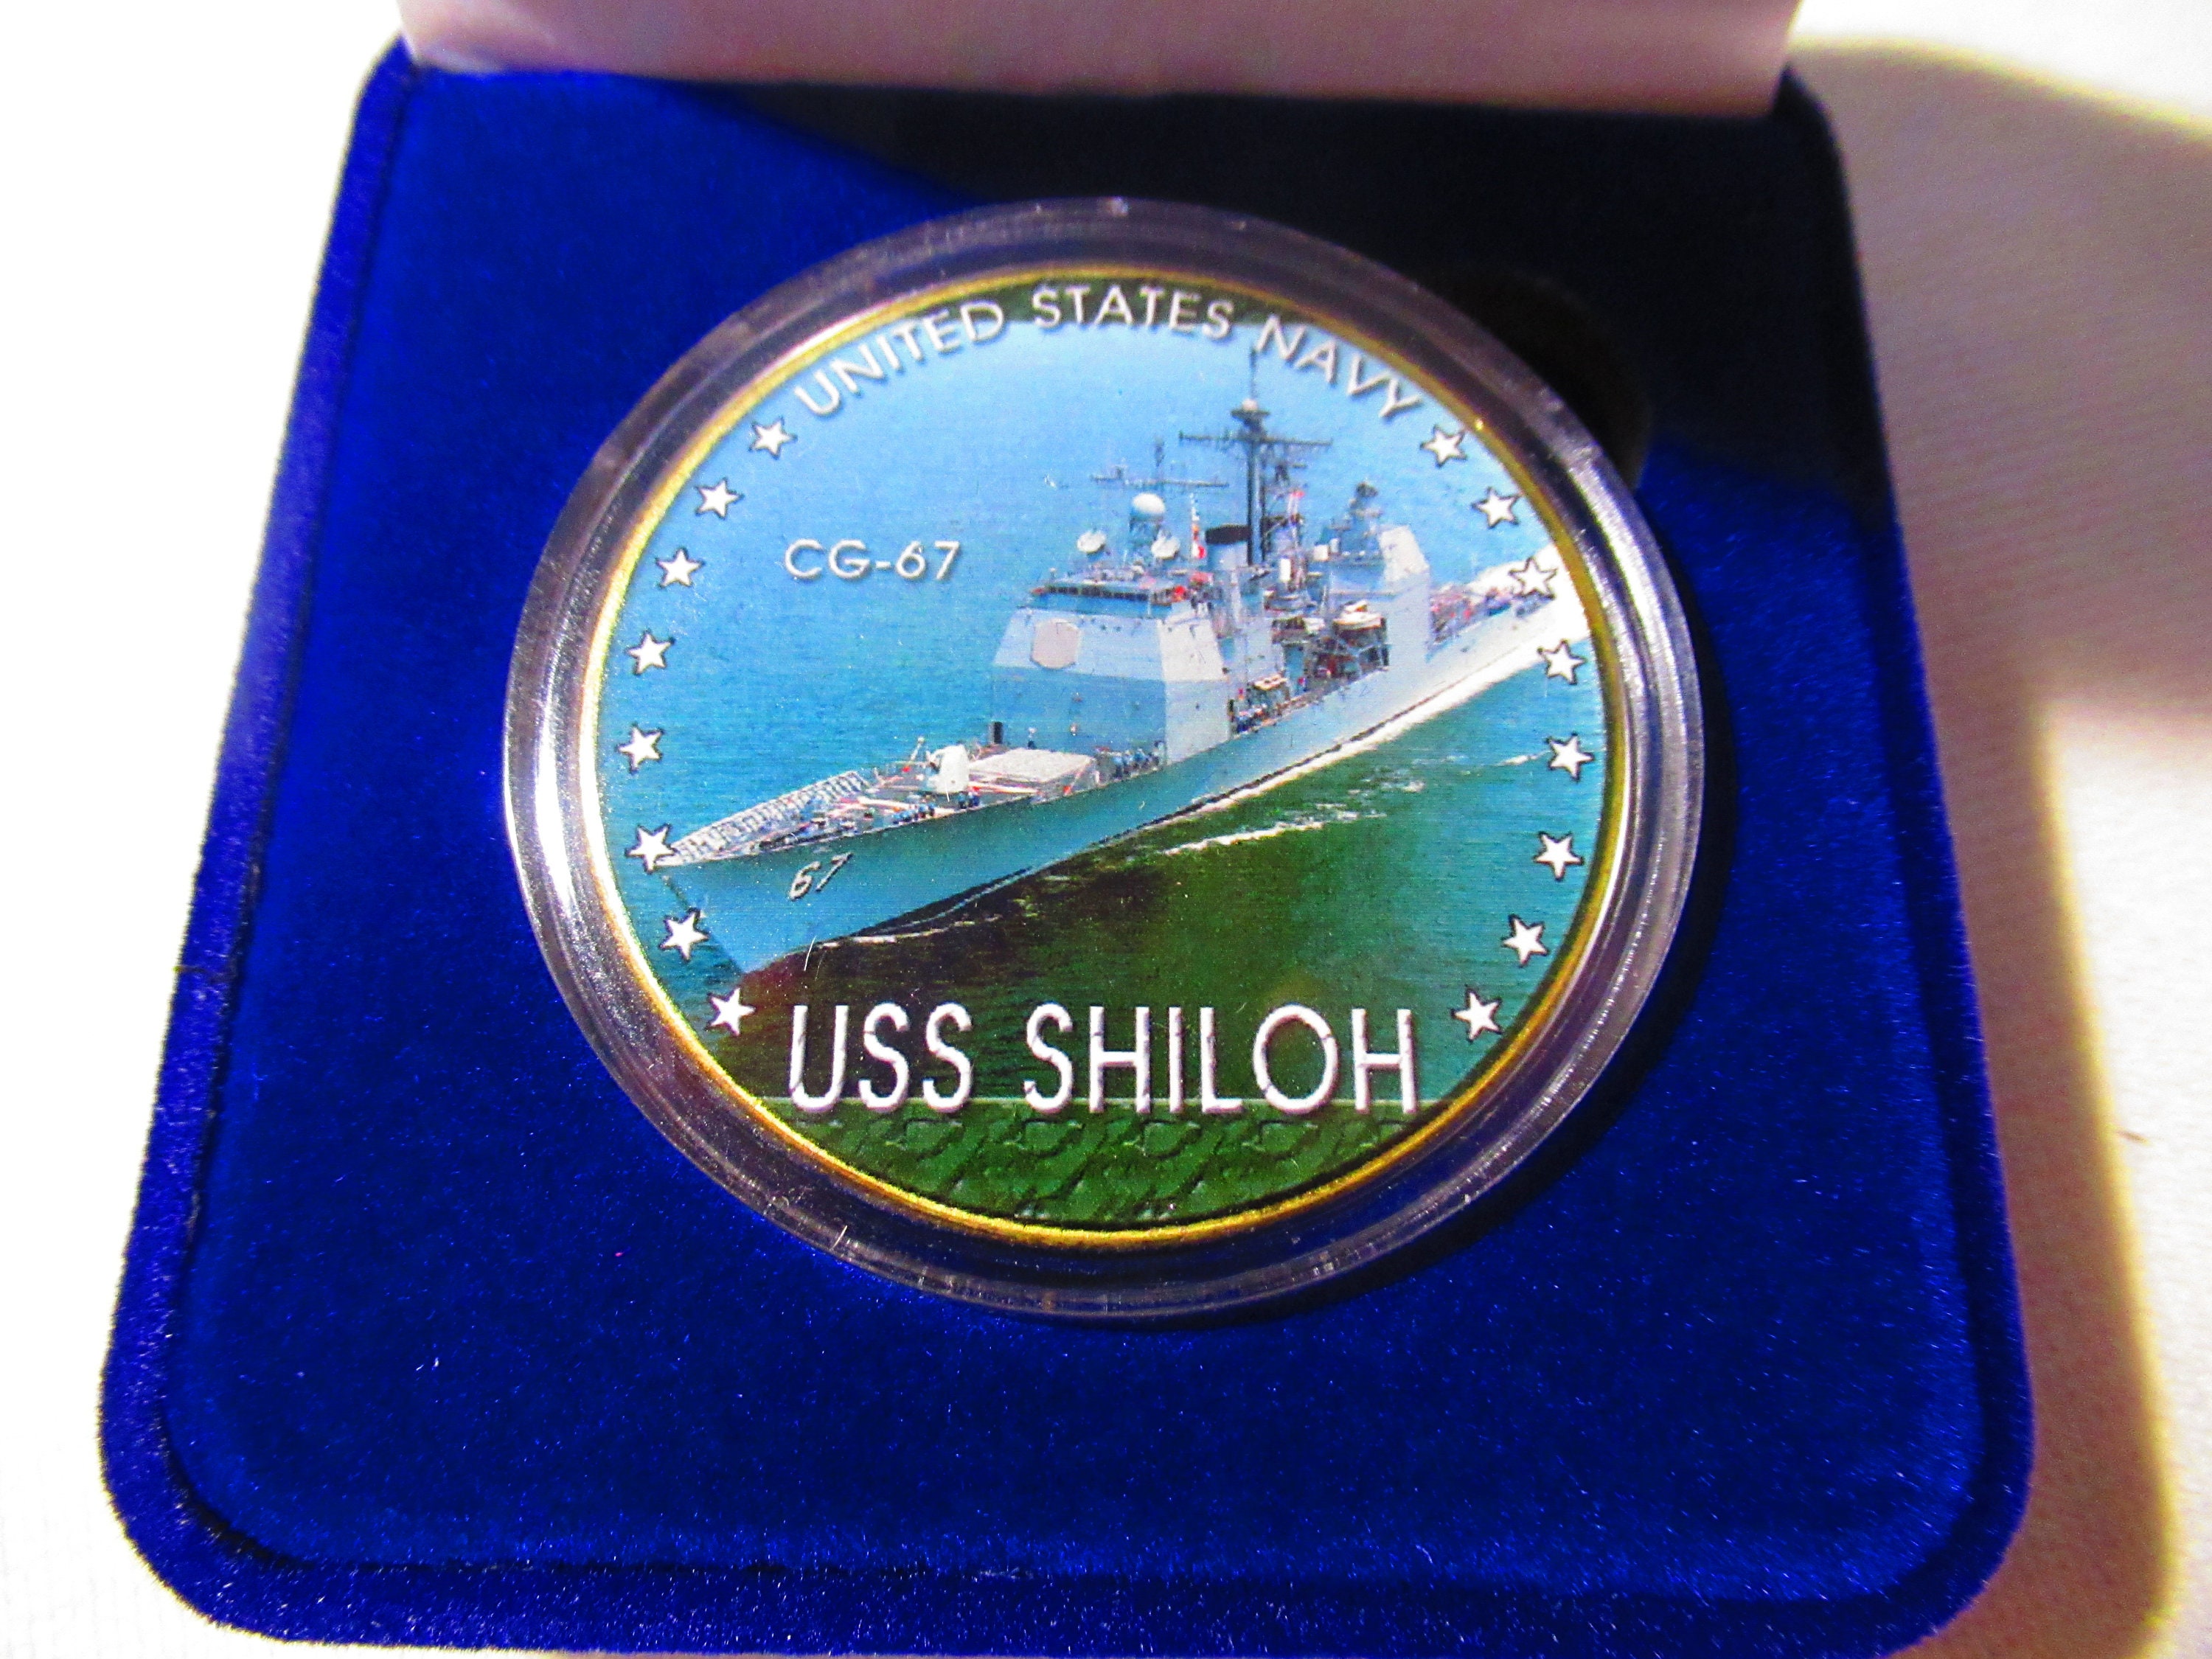 UNITED STATES NAVY
CG-67
67
USS SHILOH